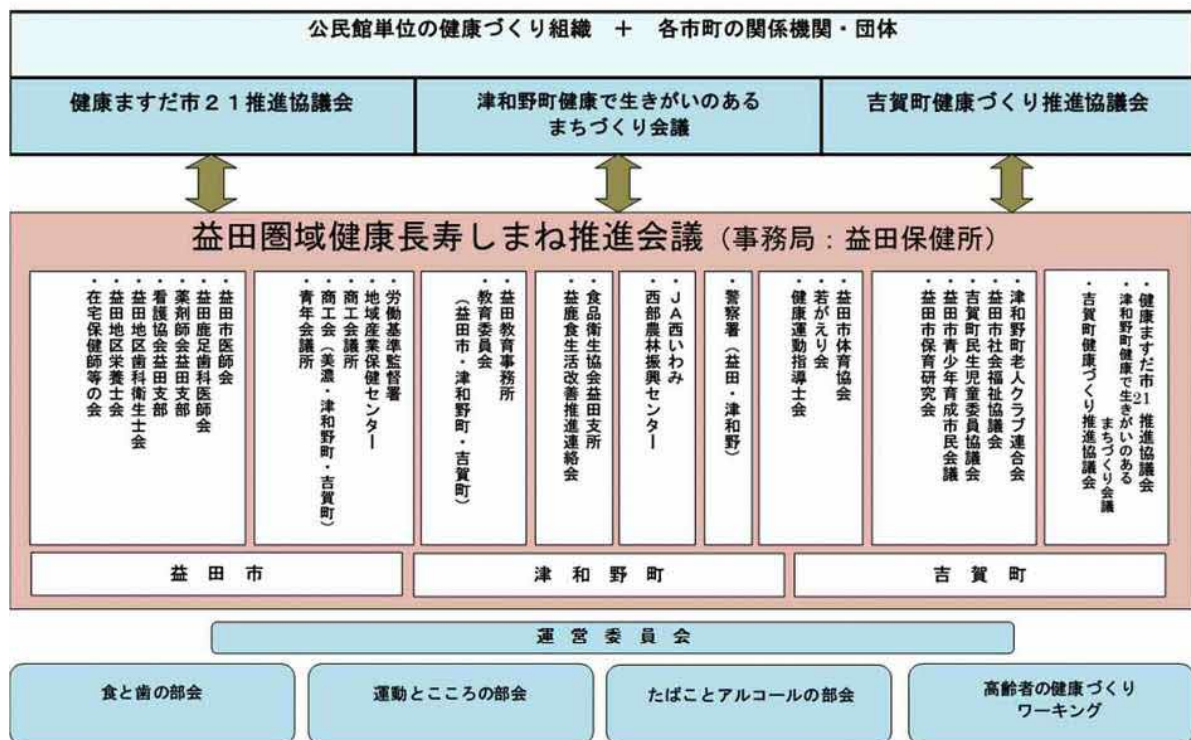 公民館単位の健康づくり組織　＋　各市町の関係機関・団体
健康ますだ市２１推進協議会
津和野町健康で生きがいのある
まちづくり会議
吉賀町健康づくり推進協議会
益田圏域健康長寿しまね推進会議（事務局：益田保健所）
・益田市医師会
・益田鹿足歯科医師会
・薬剤師会益田支部
・看護協会益田支部
・益田地区歯科衛生士会
・益田地区栄養士会
・在宅保健師等の会
・労働基準監督署
・地域産業保健センター
・商工会議所
・商工会（美濃・津和野町・吉賀町）
・青年会議所
・益田教育事務所
・教育委員会
（益田市・津和野町・吉賀町）
・食品衛生協会益田支所
・益鹿食生活改善推進連絡会
・ＪＡ西いわみ
・西部農林振興センター
・警察署（益田・津和野）
・益田市体育協会
・若がえり会
・健康運動指導士会
・津和野町老人クラブ連合会
・益田市社会福祉協議会
・吉賀町民生児童委員協議会
・益田市青少年育成市民会議
・益田市保育研究会
・健康ますだ市21推進協議会
・津和野町健康で生きがいのある
まちづくり会議
・吉賀町健康づくり推進協議会
益田市
津和野町
吉賀町
運営委員会
食と歯の部会
運動とこころの部会
たばことアルコールの部会
高齢者の健康づくり
ワーキング